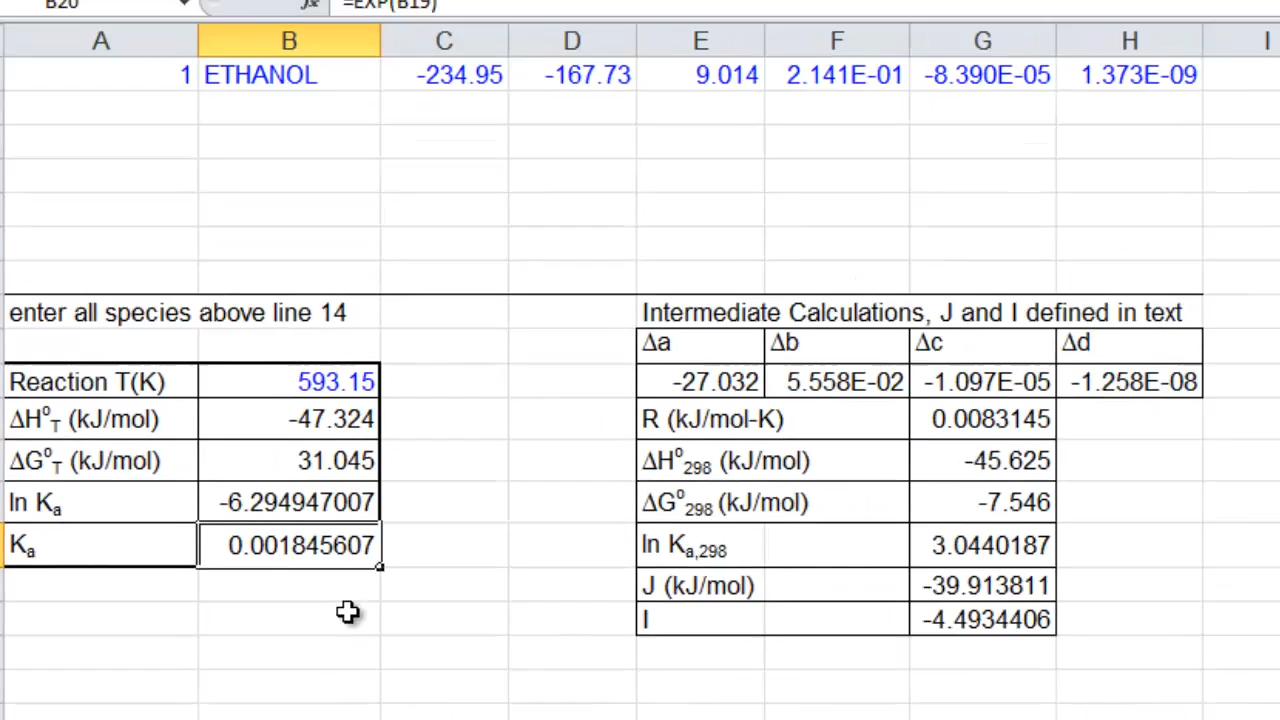 B20 fx =EXP(B19)
A B C D E F G H I
1 ETHANOL -234.95 -167.73 9.014 2.141E-01 -8.390E-05 1.373E-09
enter all species above line 14 Intermediate Calculations, J and I defined in text
Δa Δb Δc Δd
Reaction T(K) 593.15 -27.032 5.558E-02 -1.097E-05 -1.258E-08
ΔH°T (kJ/mol) -47.324 R (kJ/mol-K) 0.0083145
ΔG°T (kJ/mol) 31.045 ΔH°298 (kJ/mol) -45.625
ln Ka -6.294947007 ΔG°298 (kJ/mol) -7.546
Ka 0.001845607 ln Ka,298 3.0440187
J (kJ/mol) -39.913811
I -4.4934406